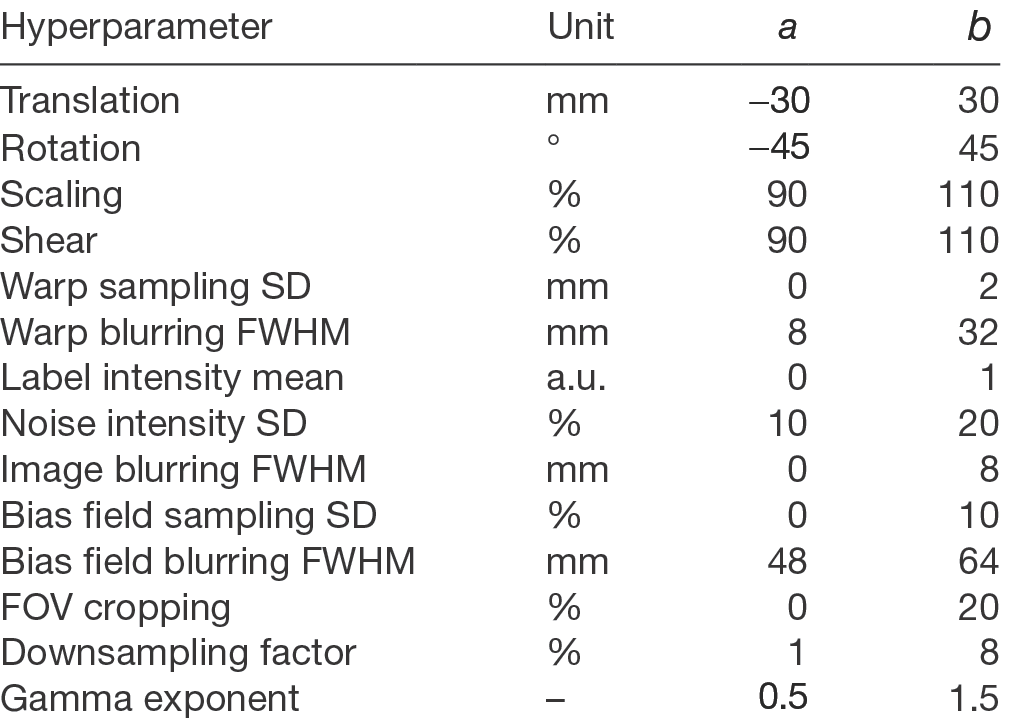 Hyperparameter Unit a b
Translation mm –30 30
Rotation ° –45 45
Scaling % 90 110
Shear % 90 110
Warp sampling SD mm 0 2
Warp blurring FWHM mm 8 32
Label intensity mean a.u. 0 1
Noise intensity SD % 10 20
Image blurring FWHM mm 0 8
Bias field sampling SD % 0 10
Bias field blurring FWHM mm 48 64
FOV cropping % 0 20
Downsampling factor % 1 8
Gamma exponent – 0.5 1.5